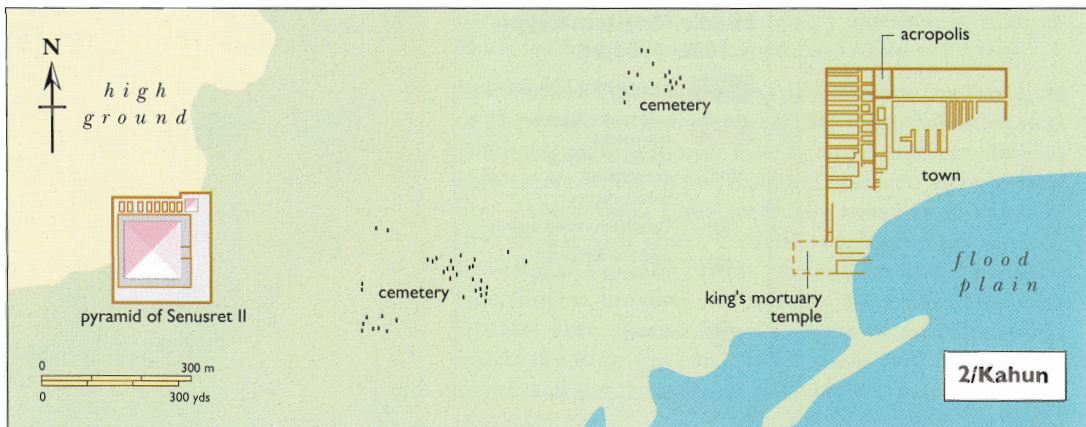 N
high
ground
acropolis
cemetery
town
cemetery
flood
plain
king's mortuary
temple
pyramid of Senusret II
0 300 m
0 300 yds
2/Kahun